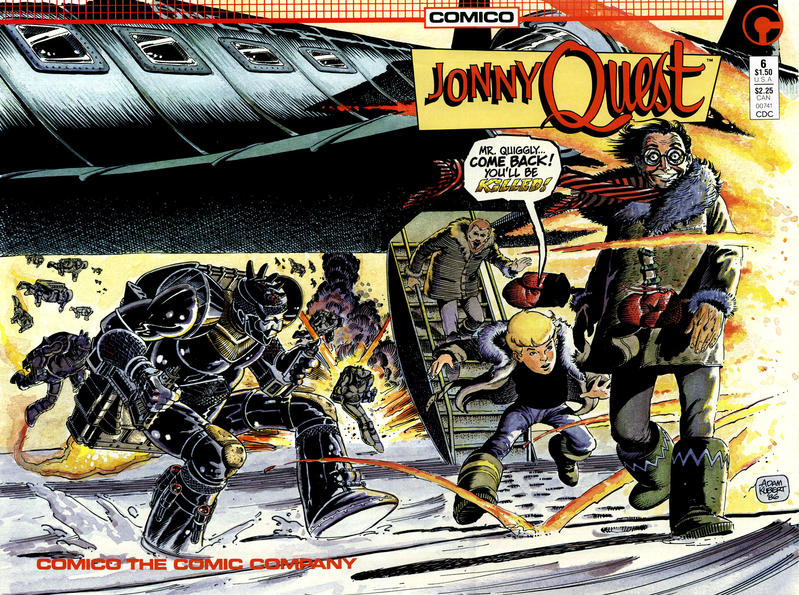 COMICO
JONNY Quest™
6
$1.50
U.S.A.
$2.25
CAN
00741
CDC
MR. QUIGGLY...
COME BACK!
YOU'LL BE
KILLED!
ADAM
KUBERT
86
COMICO THE COMIC COMPANY